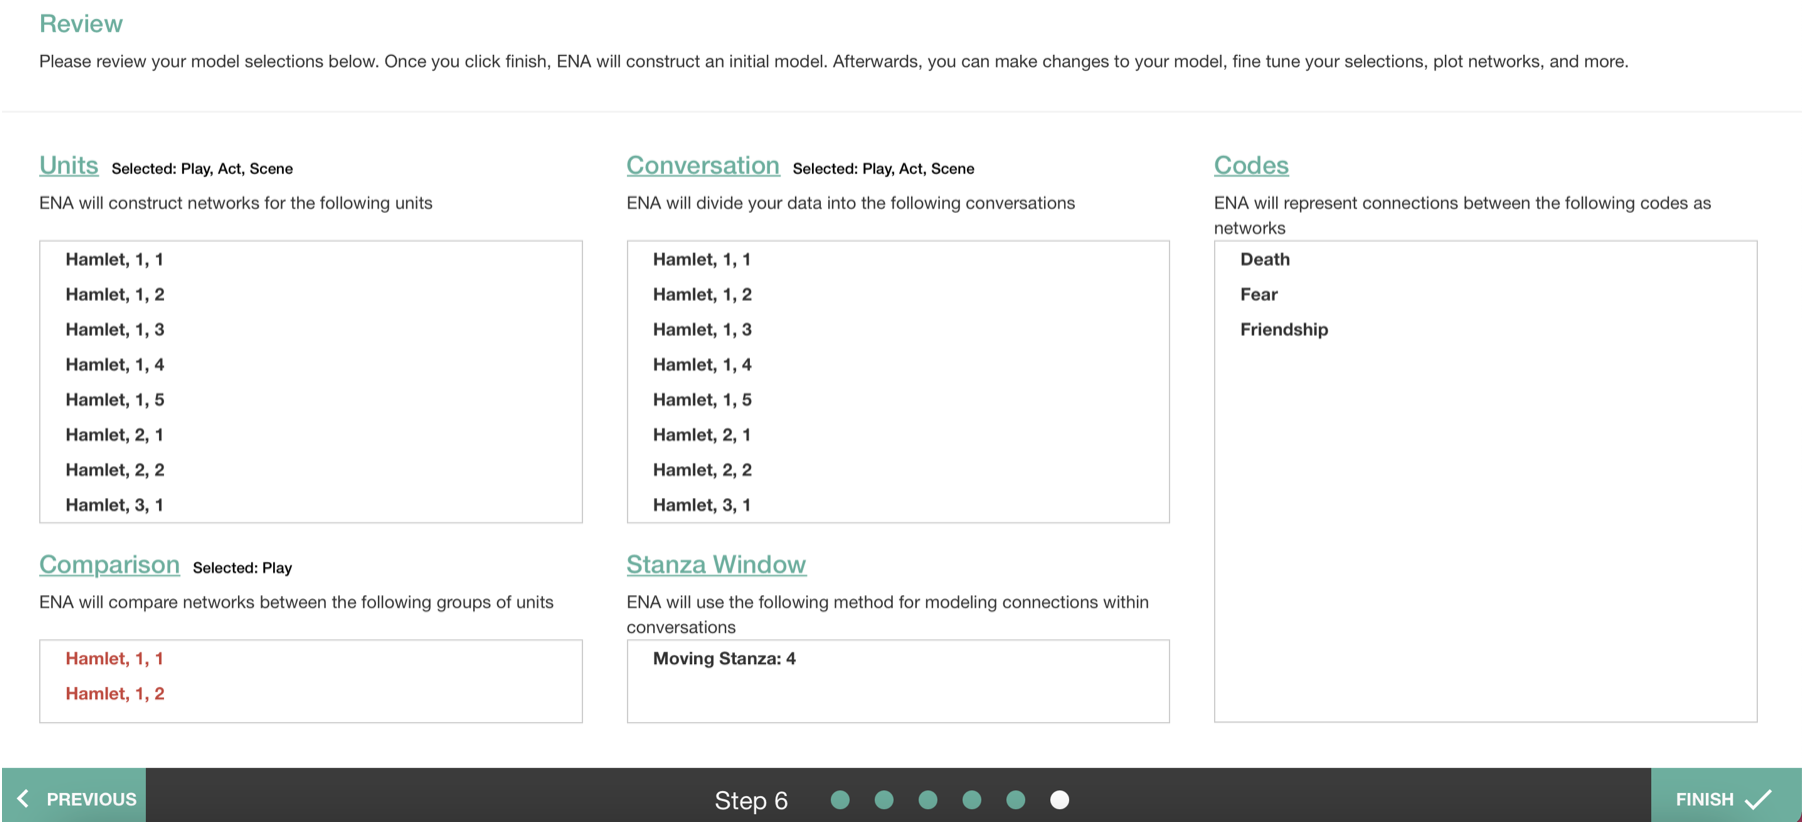 Review
Please review your model selections below. Once you click finish, ENA will construct an initial model. Afterwards, you can make changes to your model, fine tune your selections, plot networks, and more.
Units Selected: Play, Act, Scene
ENA will construct networks for the following units
Hamlet, 1, 1
Hamlet, 1, 2
Hamlet, 1, 3
Hamlet, 1, 4
Hamlet, 1, 5
Hamlet, 2, 1
Hamlet, 2, 2
Hamlet, 3, 1
Conversation Selected: Play, Act, Scene
ENA will divide your data into the following conversations
Hamlet, 1, 1
Hamlet, 1, 2
Hamlet, 1, 3
Hamlet, 1, 4
Hamlet, 1, 5
Hamlet, 2, 1
Hamlet, 2, 2
Hamlet, 3, 1
Codes
ENA will represent connections between the following codes as
networks
Death
Fear
Friendship
Comparison Selected: Play
ENA will compare networks between the following groups of units
Hamlet, 1, 1
Hamlet, 1, 2
Stanza Window
ENA will use the following method for modeling connections within
conversations
Moving Stanza: 4
PREVIOUS
Step 6
FINISH